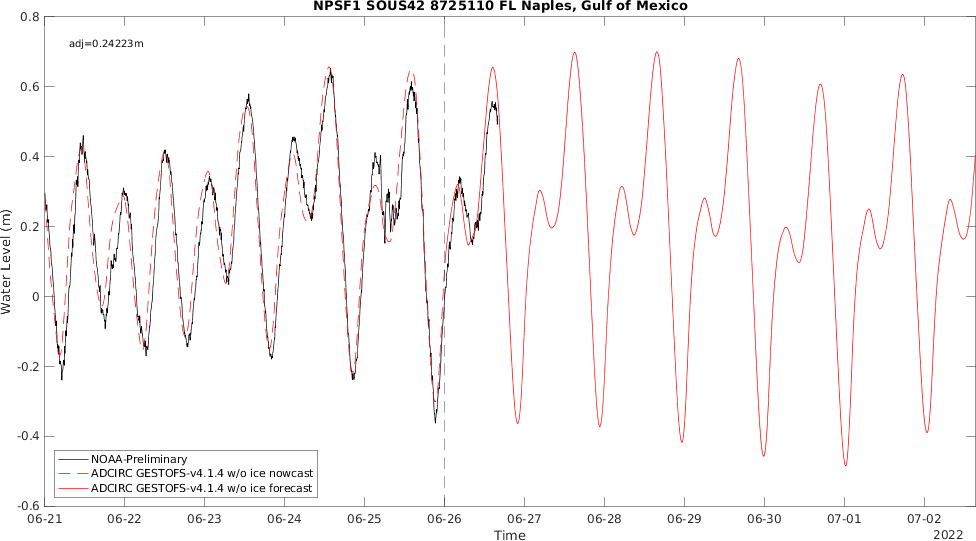 NPSF1 SOUS42 8725110 FL Naples, Gulf of Mexico
adj=0.24223m
0.8
0.6
0.4
0.2
0
-0.2
-0.4
-0.6
Water Level (m)
NOAA-Preliminary
ADCIRC GESTOFS-v4.1.4 w/o ice nowcast
ADCIRC GESTOFS-v4.1.4 w/o ice forecast
06-21 06-22 06-23 06-24 06-25 06-26 06-27 06-28 06-29 06-30 07-01 07-02
Time
2022